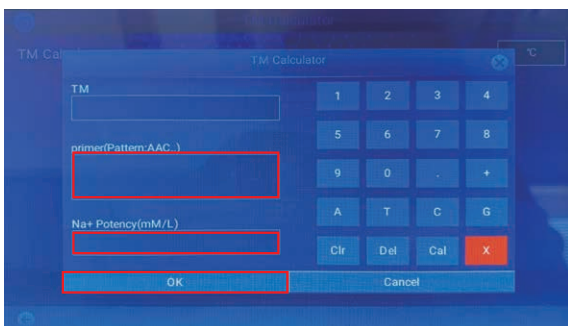 TM Cal
℃
TM Calculator
TM
primer(Pattern:AAC..)
Na+ Potency(mM/L)
1 2 3 4
5 6 7 8
9 0 . +
A T C G
Clr Del Cal X
OK Cancel